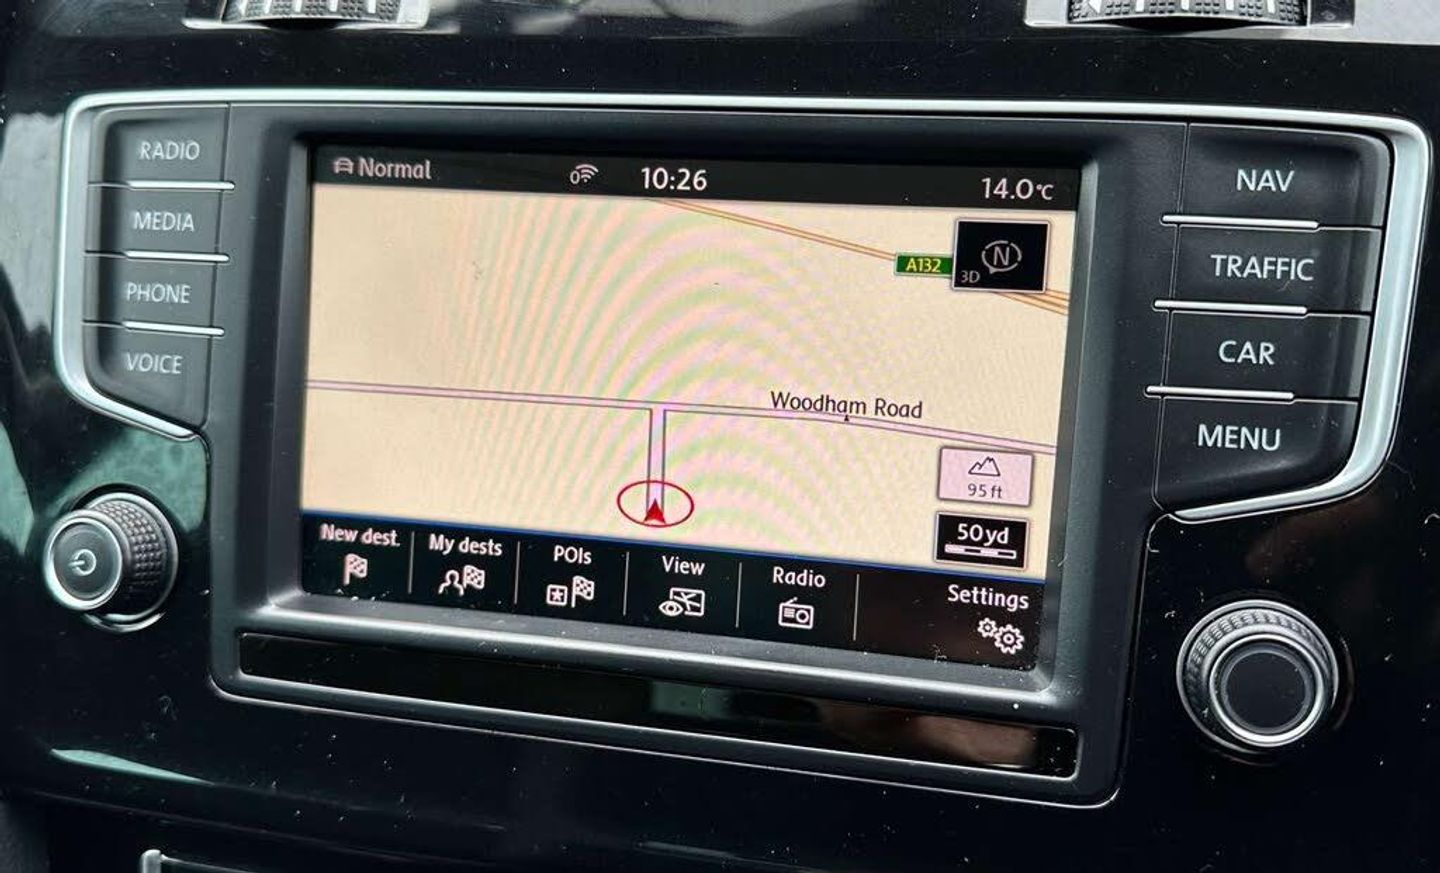 RADIO
MEDIA
PHONE
VOICE
Normal
0
10:26
14.0°C
A132
N
3D
Woodham Road
95 ft
50yd
New dest.
My dests
POIs
View
Radio
Settings
NAV
TRAFFIC
CAR
MENU